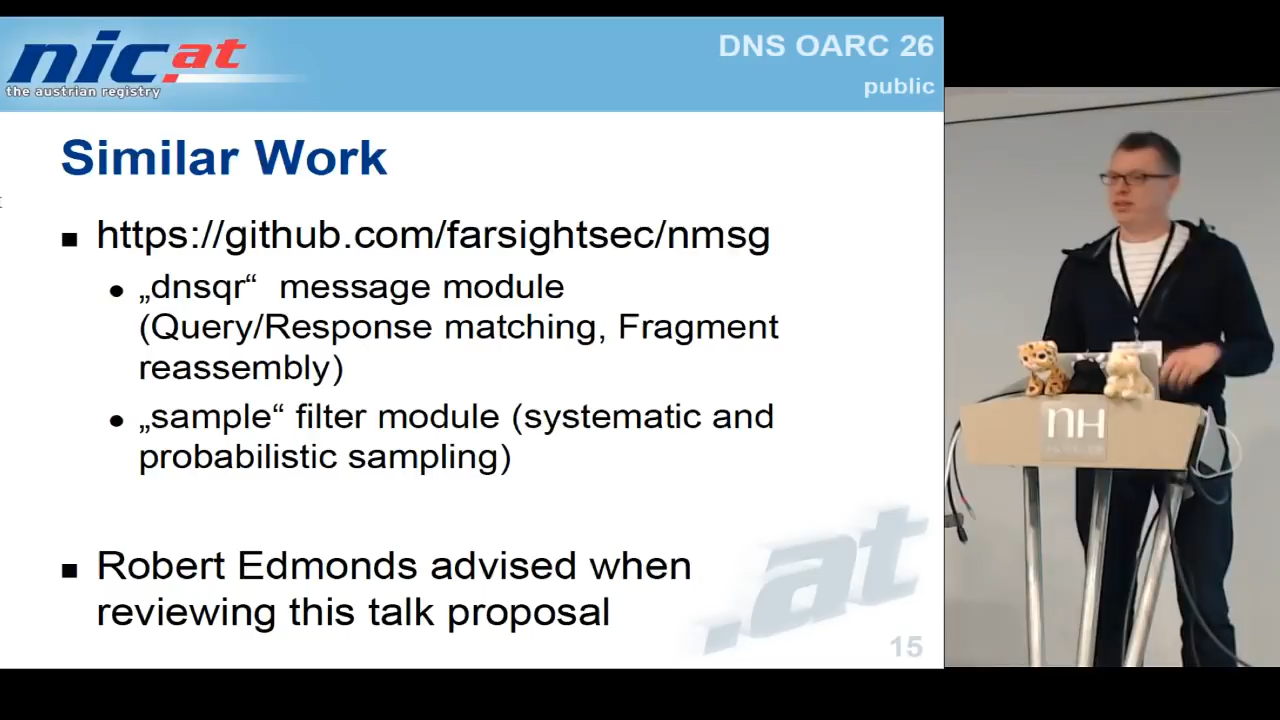 nic.at
the austrian registry
DNS OARC 26
public
Similar Work
■ https://github.com/farsightsec/nmsg
● „dnsqr“ message module
(Query/Response matching, Fragment
reassembly)
● „sample“ filter module (systematic and
probabilistic sampling)
■ Robert Edmonds advised when
reviewing this talk proposal
.at
15
nH